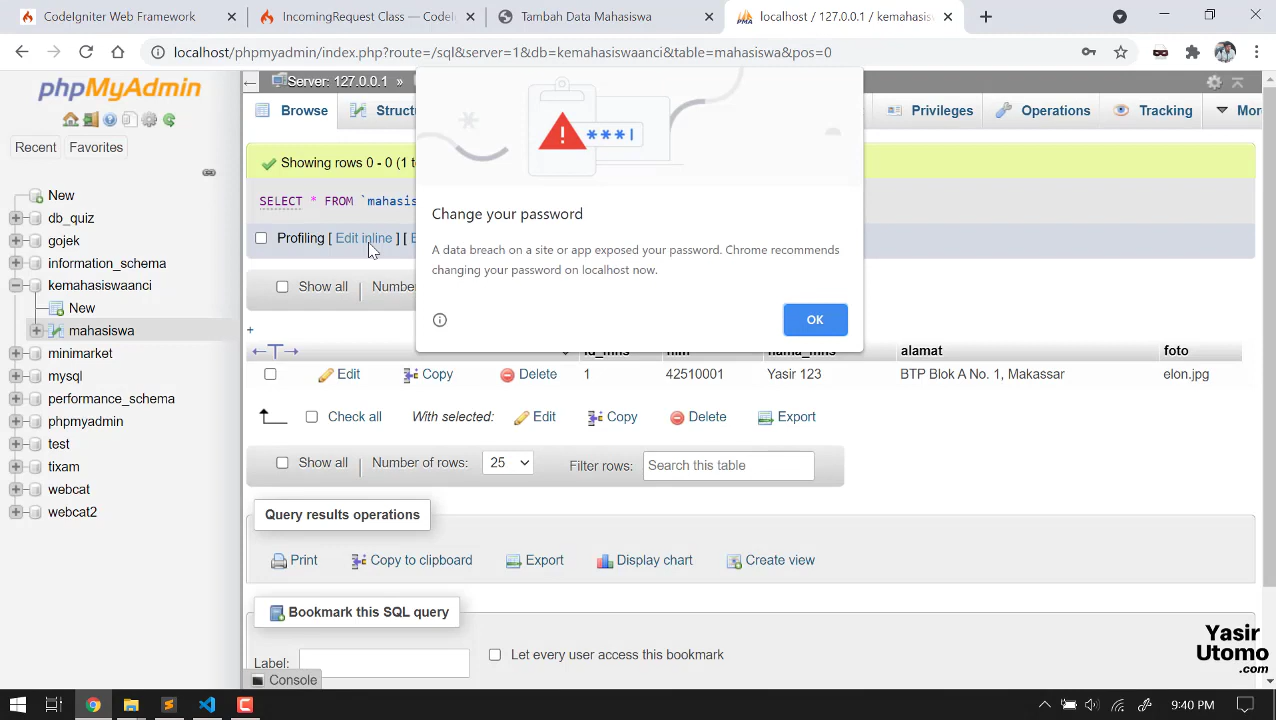 CodeIgniter Web Framework
IncomingRequest Class — CodeI
Tambah Data Mahasiswa
PMA
localhost / 127.0.0.1 / kemahasis
localhost/phpmyadmin/index.php?route=/sql&server=1&db=kemahasiswaanci&table=mahasiswa&pos=0
phpMyAdmin
Recent
Favorites
New
db_quiz
gojek
information_schema
kemahasiswaanci
New
mahasiswa
minimarket
mysql
performance_schema
phpmyadmin
test
tixam
webcat
webcat2
Server: 127.0.0.1 »
Browse
Structu
Privileges
Operations
Tracking
Mor
Showing rows 0 - 0 (1 t
SELECT * FROM `mahasis
Profiling [ Edit inline ] [ E
Show all
Number
***
Change your password
A data breach on a site or app exposed your password. Chrome recommends
changing your password on localhost now.
OK
+
←T→
id_mhs
nim
nama_mhs
alamat
foto
Edit
Copy
Delete
1
42510001
Yasir 123
BTP Blok A No. 1, Makassar
elon.jpg
Check all
With selected:
Edit
Copy
Delete
Export
Show all
Number of rows:
25
Filter rows:
Search this table
Query results operations
Print
Copy to clipboard
Export
Display chart
Create view
Bookmark this SQL query
Label:
Let every user access this bookmark
Console
Yasir
Utomo
.com
9:40 PM